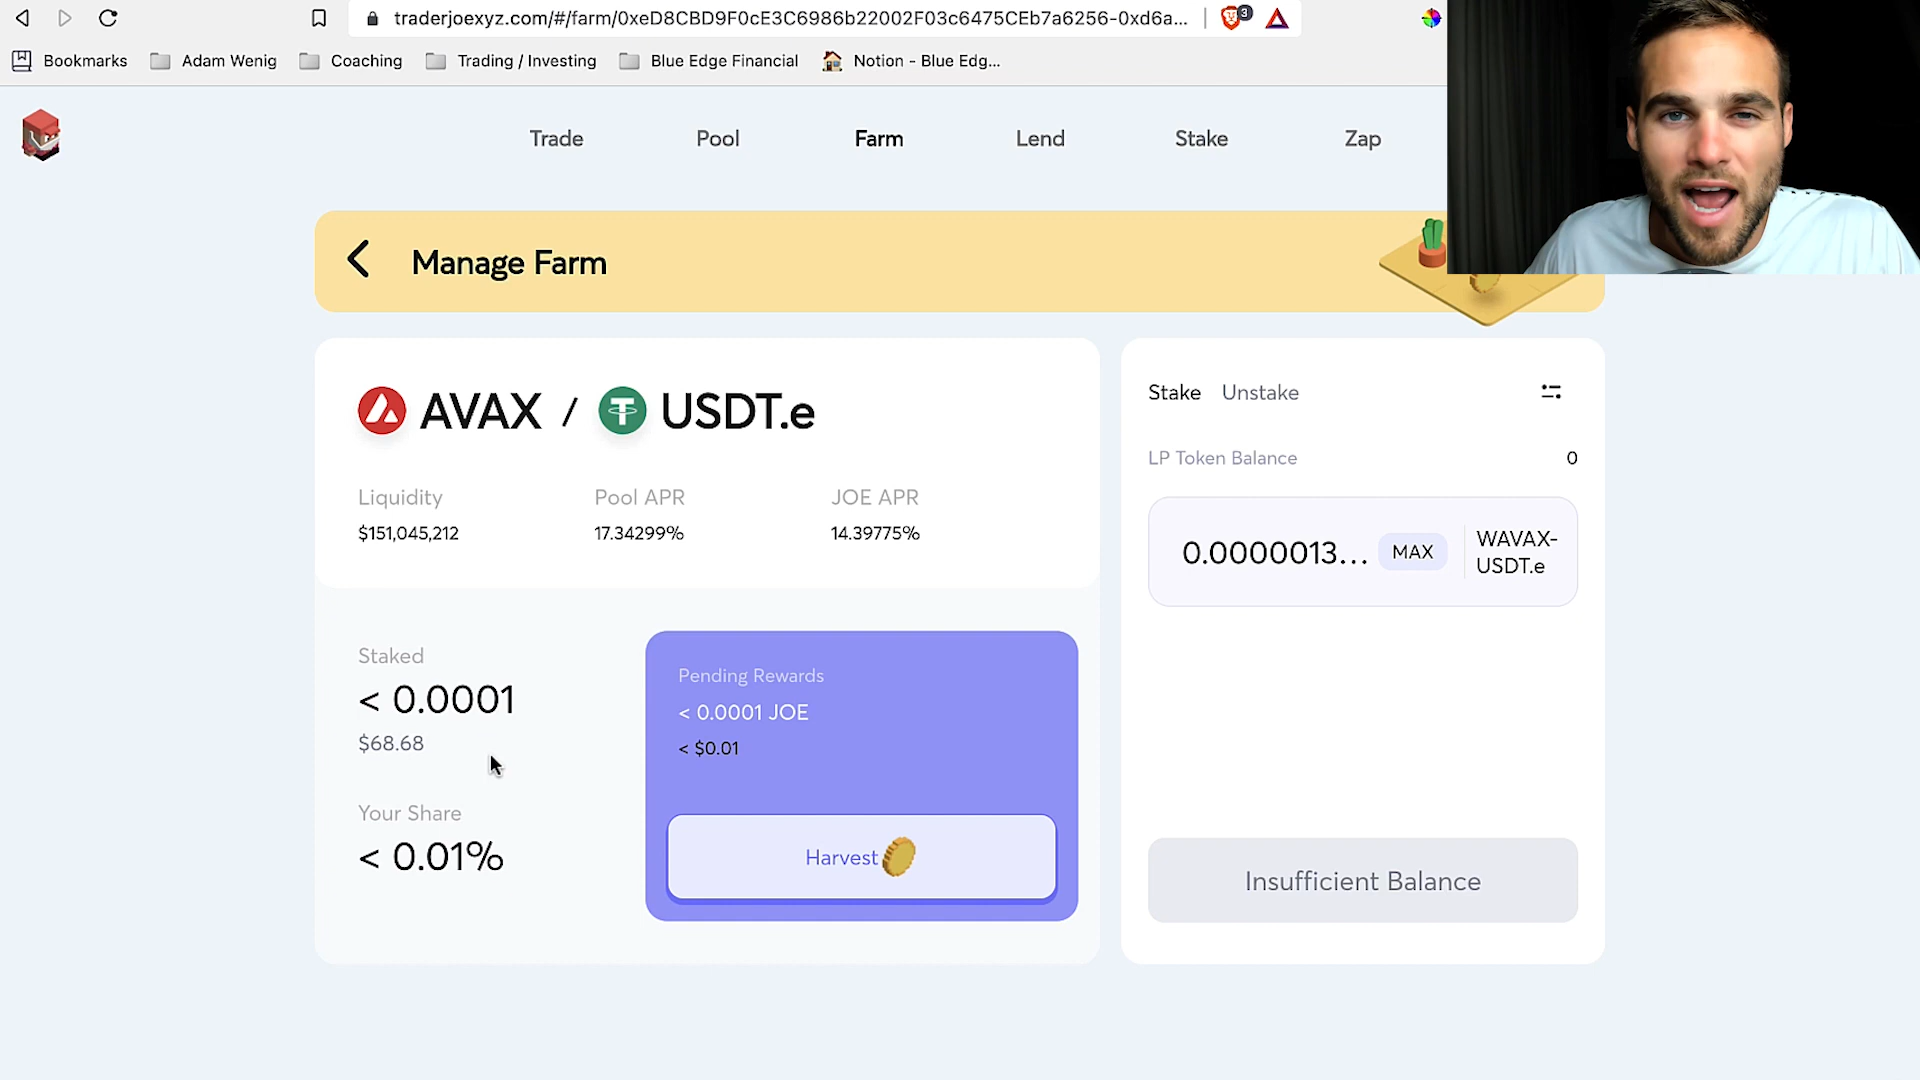 traderjoexyz.com/#/farm/0xeD8CBD9F0cE3C6986b22002F03c6475CEb7a6256-0xd6a...
3
Bookmarks Adam Wenig Coaching Trading / Investing Blue Edge Financial Notion - Blue Edg...
Trade Pool Farm Lend Stake Zap
Manage Farm
AVAX / USDT.e
Liquidity Pool APR JOE APR
$151,045,212 17.34299% 14.39775%
Staked
< 0.0001
$68.68
Your Share
< 0.01%
Pending Rewards
< 0.0001 JOE
< $0.01
Harvest
Stake Unstake
LP Token Balance 0
0.0000013... MAX WAVAX-
USDT.e
Insufficient Balance